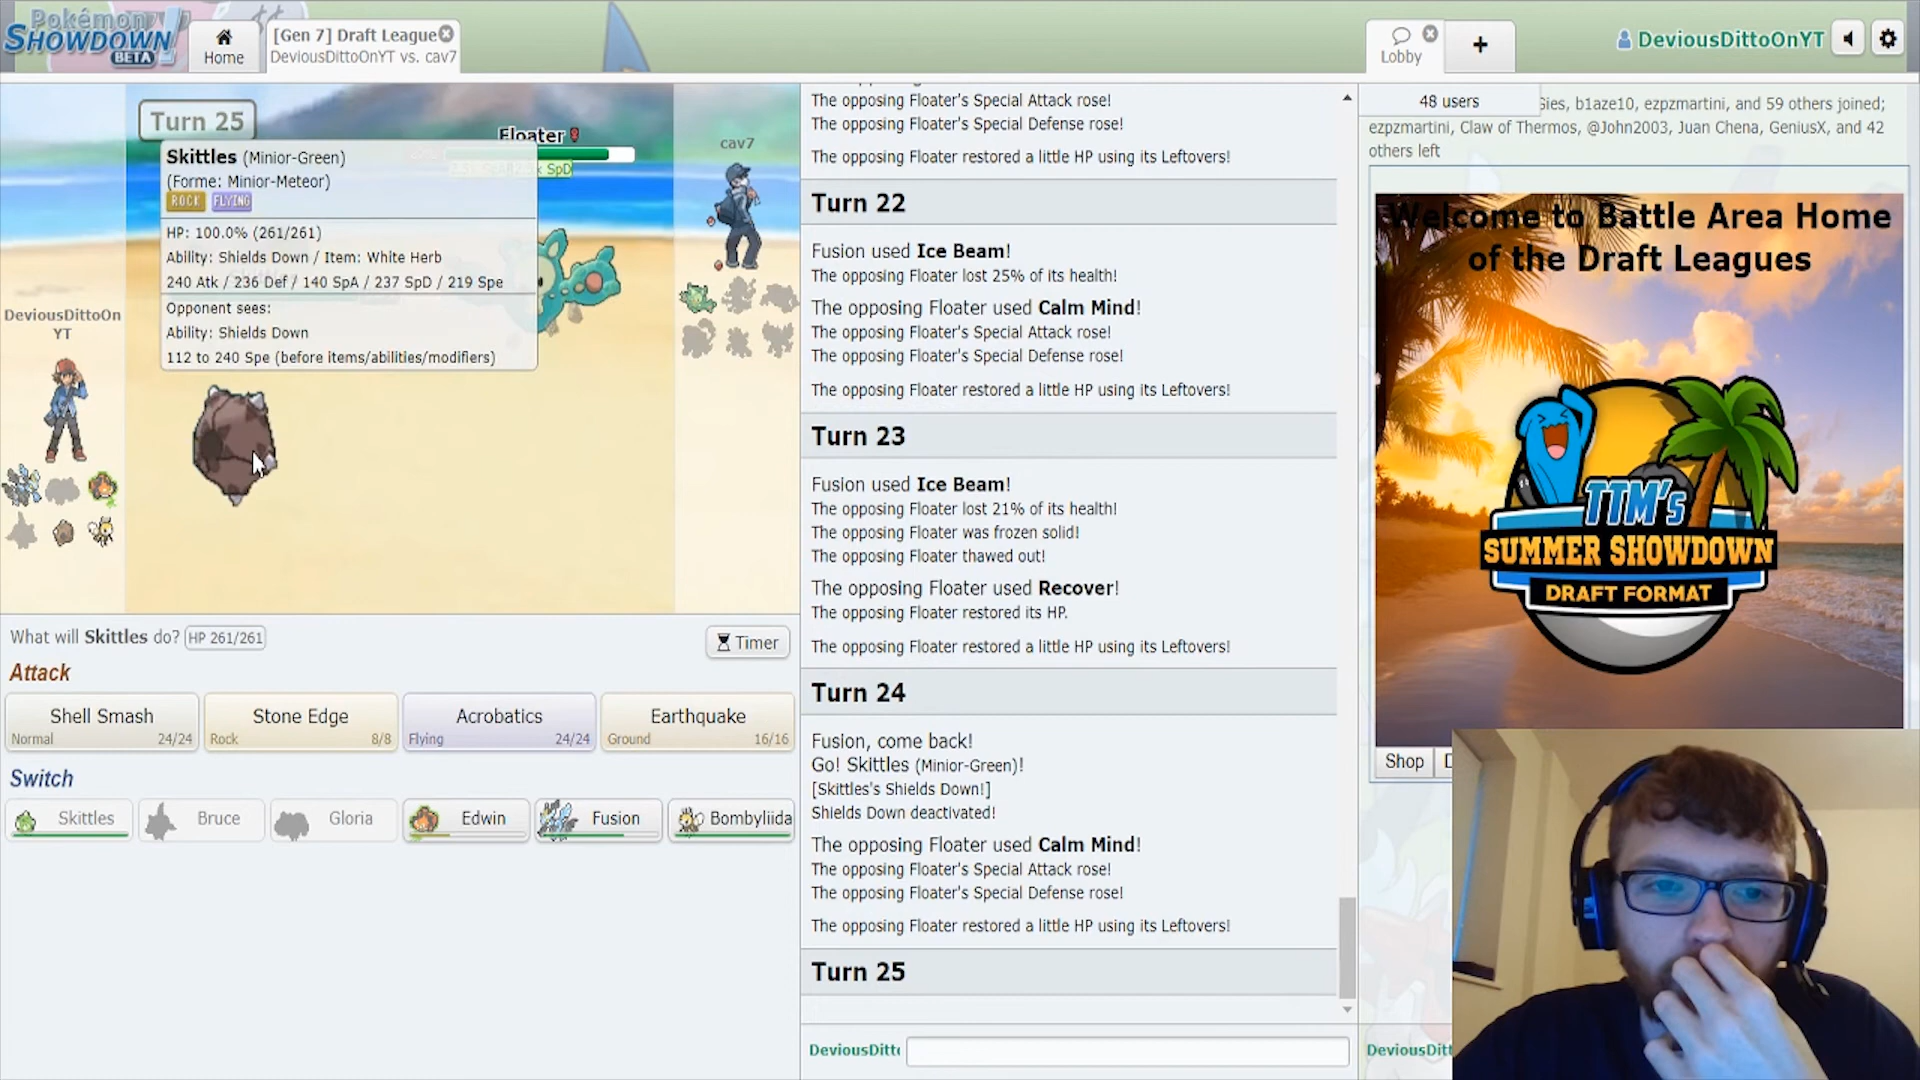 Pokémon
SHOWDOWN!
BETA
Home
[Gen 7] Draft League
DeviousDittoOnYT vs. cav7
Lobby
+
DeviousDittoOnYT
Turn 25
Floater
SpD
cav7
Skittles (Minior-Green)
(Forme: Minior-Meteor)
ROCK FLYING
HP: 100.0% (261/261)
Ability: Shields Down / Item: White Herb
240 Atk / 236 Def / 140 SpA / 237 SpD / 219 Spe
Opponent sees:
Ability: Shields Down
112 to 240 Spe (before items/abilities/modifiers)
DeviousDittoOn
YT
What will Skittles do? HP 261/261
Timer
Attack
Shell Smash
Normal 24/24
Stone Edge
Rock 8/8
Acrobatics
Flying 24/24
Earthquake
Ground 16/16
Switch
Skittles
Bruce
Gloria
Edwin
Fusion
Bombyliida
The opposing Floater's Special Attack rose!
The opposing Floater's Special Defense rose!
The opposing Floater restored a little HP using its Leftovers!
Turn 22
Fusion used Ice Beam!
The opposing Floater lost 25% of its health!
The opposing Floater used Calm Mind!
The opposing Floater's Special Attack rose!
The opposing Floater's Special Defense rose!
The opposing Floater restored a little HP using its Leftovers!
Turn 23
Fusion used Ice Beam!
The opposing Floater lost 21% of its health!
The opposing Floater was frozen solid!
The opposing Floater thawed out!
The opposing Floater used Recover!
The opposing Floater restored its HP.
The opposing Floater restored a little HP using its Leftovers!
Turn 24
Fusion, come back!
Go! Skittles (Minior-Green)!
[Skittles's Shields Down!]
Shields Down deactivated!
The opposing Floater used Calm Mind!
The opposing Floater's Special Attack rose!
The opposing Floater's Special Defense rose!
The opposing Floater restored a little HP using its Leftovers!
Turn 25
DeviousDitt
48 users
sies, b1aze10, ezpzmartini, and 59 others joined;
ezpzmartini, Claw of Thermos, @John2003, Juan Chena, GeniusX, and 42
others left
Welcome to Battle Area Home
of the Draft Leagues
TTM's
SUMMER SHOWDOWN
DRAFT FORMAT
Shop
DeviousDitt